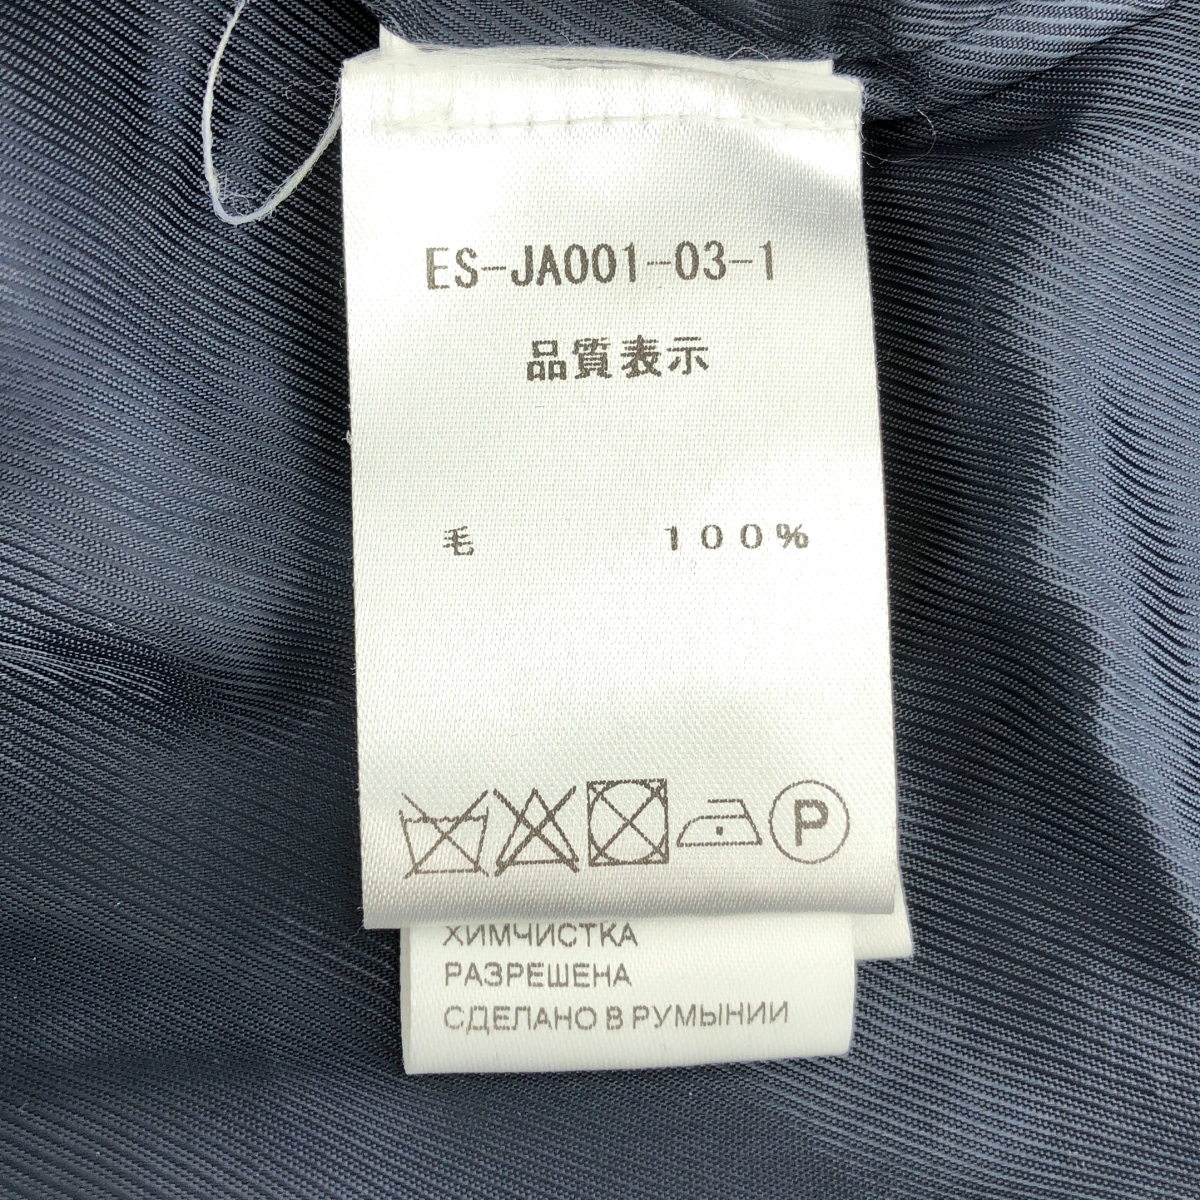 ES-JA001-03-1
品質表示
毛 100%
P
ХИМЧИСТКА
РАЗРЕШЕНА
СДЕЛАНО В РУМЫНИИ